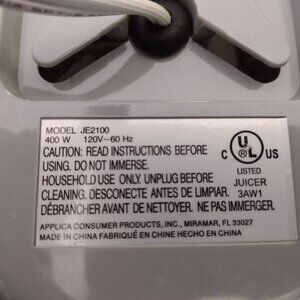 MODEL JE2100
400 W 120V~60 Hz
CAUTION: READ INSTRUCTIONS BEFORE
USING. DO NOT IMMERSE.
HOUSEHOLD USE ONLY. UNPLUG BEFORE
CLEANING. DESCONECTE ANTES DE LIMPIAR.
DÉBRANCHER AVANT DE NETTOYER. NE PAS IMMERGER.
APPLICA CONSUMER PRODUCTS, INC., MIRAMAR, FL 33027
MADE IN CHINA FABRIQUÉ EN CHINE HECHO EN CHINA
C UL US
LISTED
JUICER
3AW1